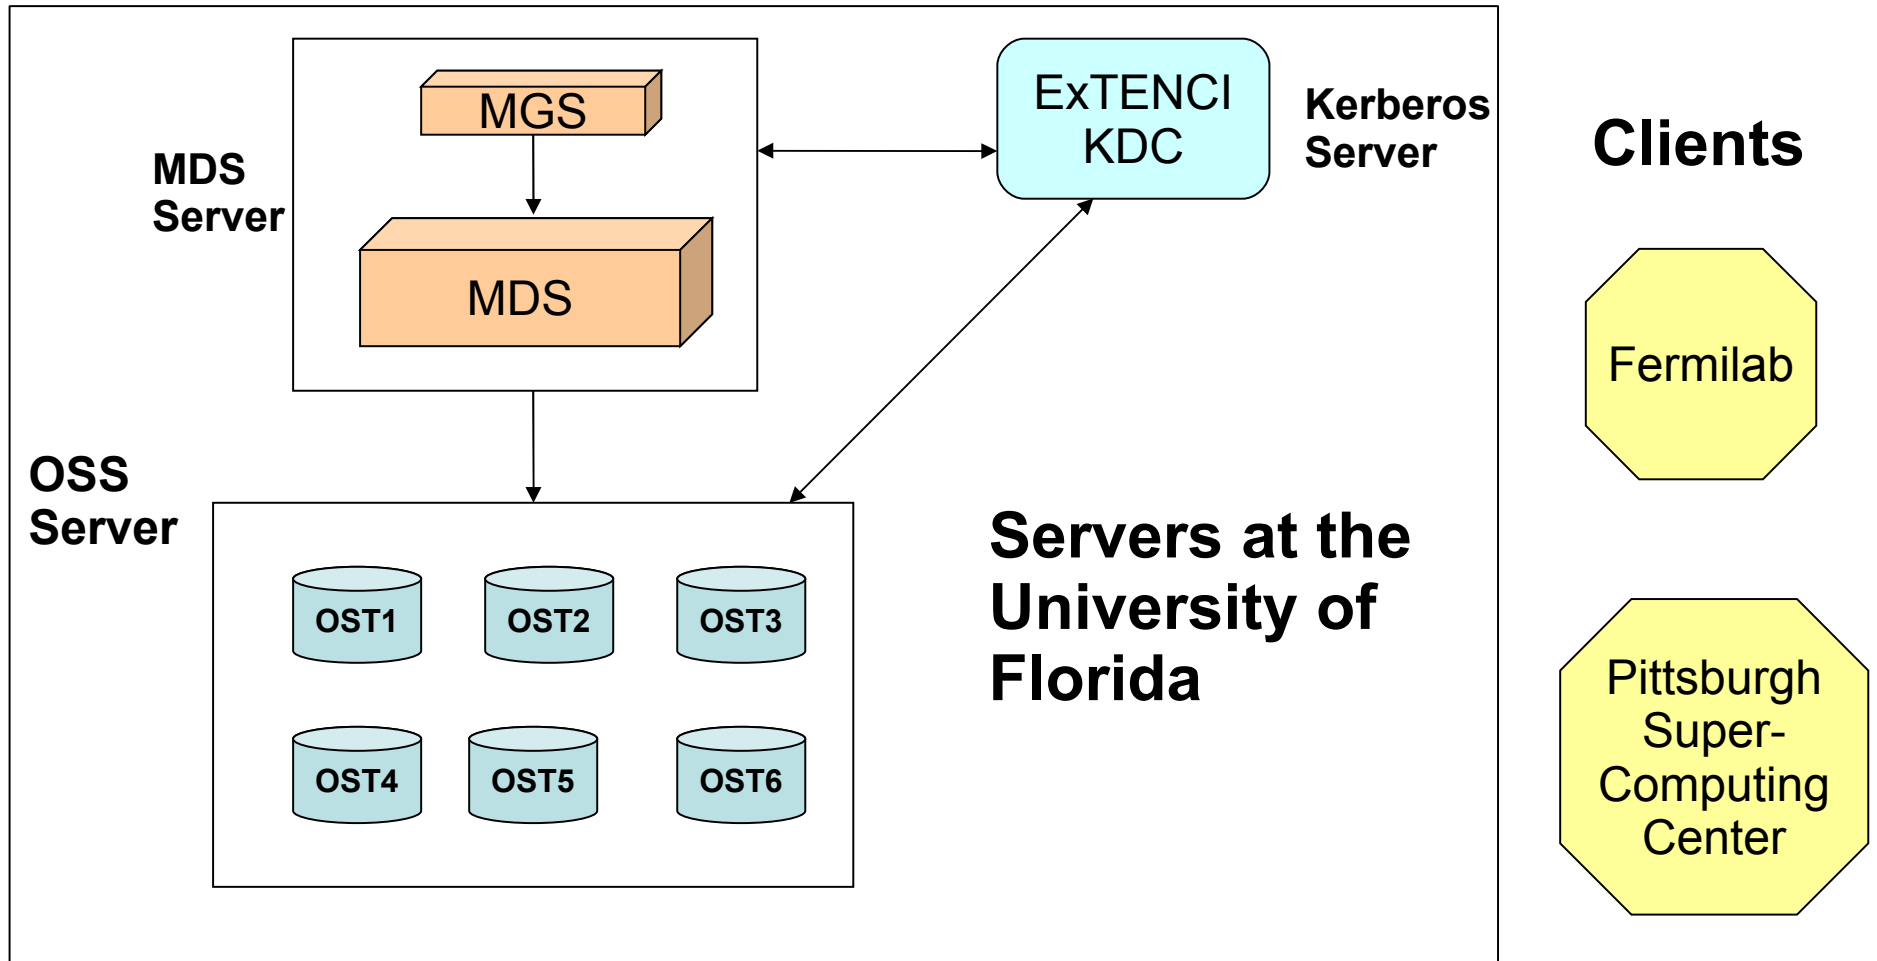 MGS
MDS
Server
MDS
ExTENCI
KDC
Kerberos
Server
Clients
Fermilab
OSS
Server
OST1
OST2
OST3
OST4
OST5
OST6
Servers at the
University of
Florida
Pittsburgh
Super-
Computing
Center